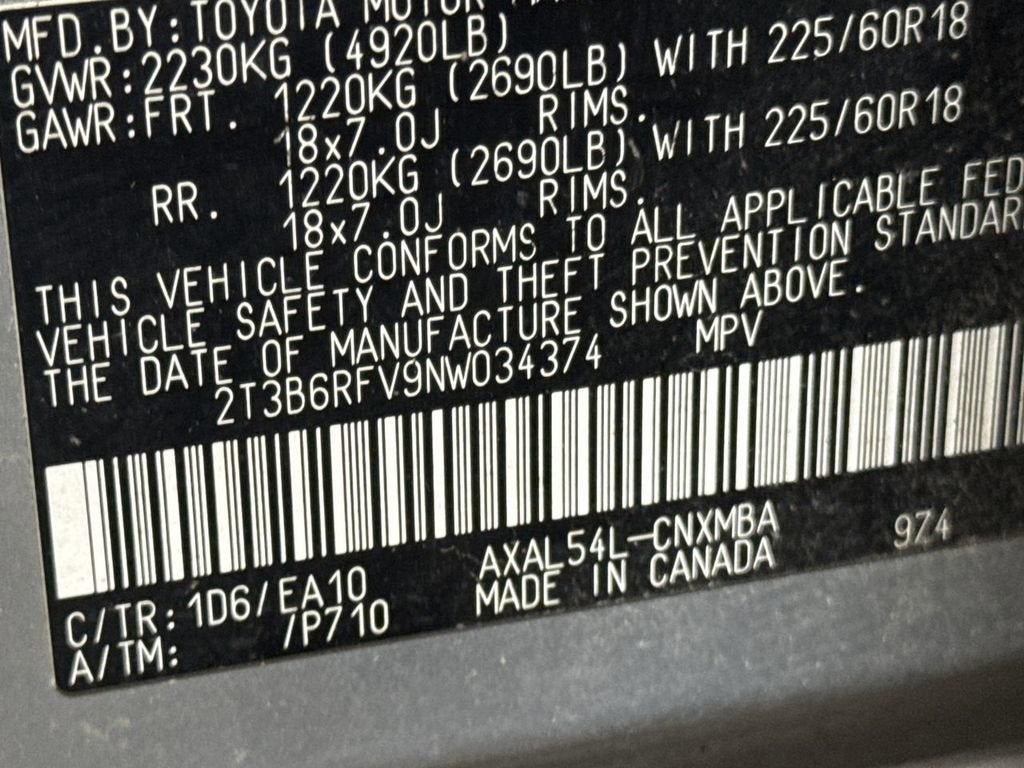 MFD.BY:TOYOTA MOTOR
GVWR:2230KG (4920LB)
GAWR:FRT. 1220KG (2690LB) WITH 225/60R18
18x7.0J RIMS.
RR. 1220KG (2690LB) WITH 225/60R18
18x7.0J RIMS.
THIS VEHICLE CONFORMS TO ALL APPLICABLE FED
VEHICLE SAFETY AND THEFT PREVENTION STANDAR
THE DATE OF MANUFACTURE SHOWN ABOVE.
2T3B6RFV9NW034374 MPV
C/TR:1D6/EA10 AXAL54L-CNXMBA 9Z4
A/TM: /P710 MADE IN CANADA